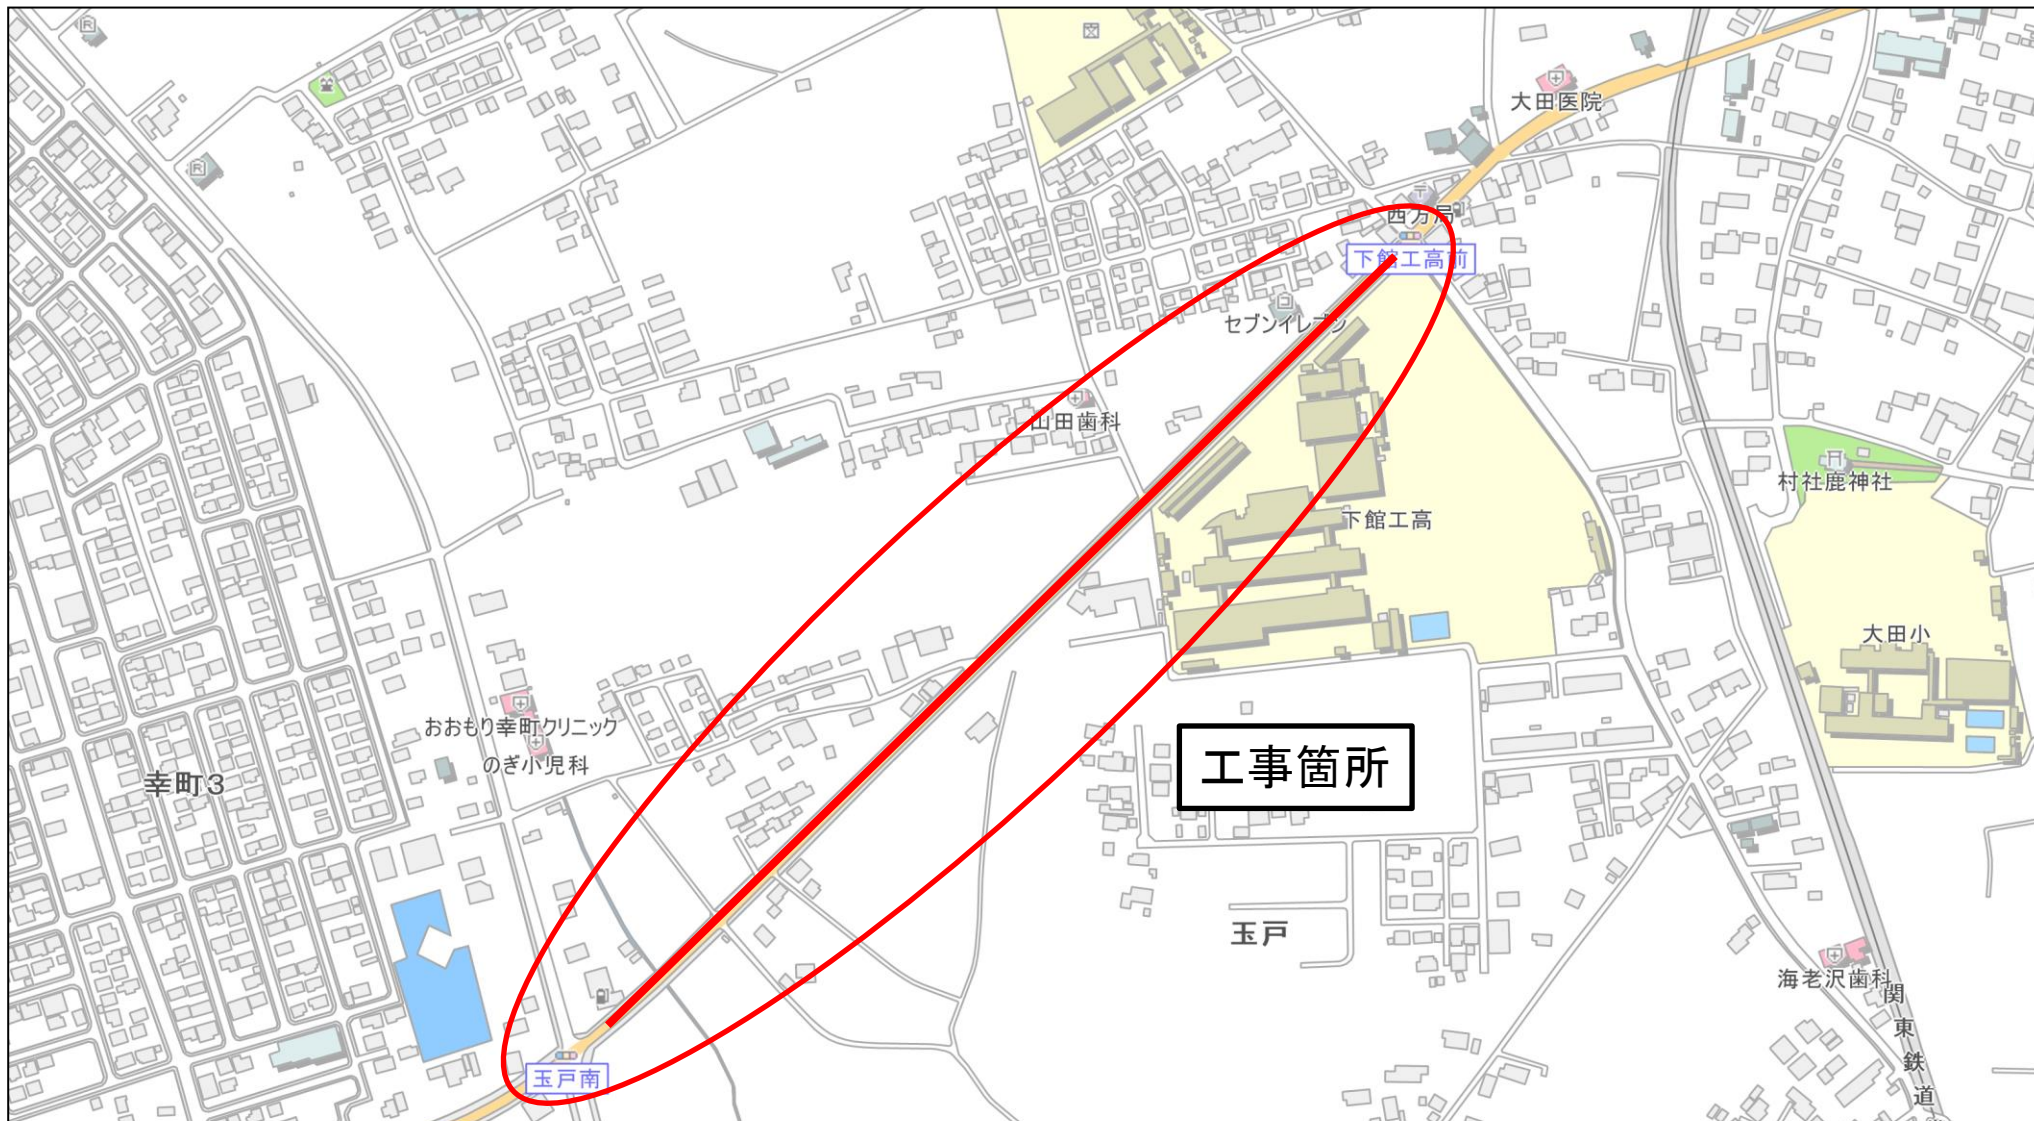 大田医院
西方局
下館工高前
セブンイレブン
山田歯科
村社鹿神社
下館工高
大田小
おおもり幸町クリニック
のぎ小児科
工事箇所
幸町3
玉戸
海老沢歯科
関東鉄道
玉戸南